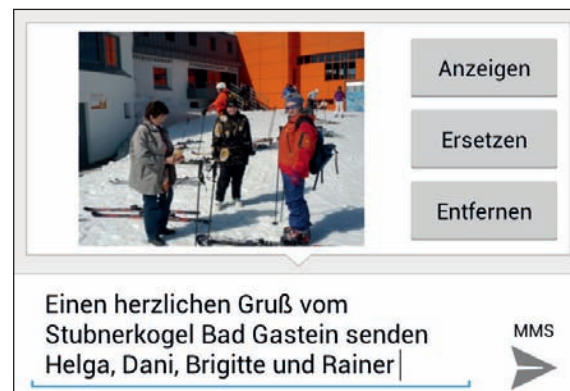 Anzeigen
Ersetzen
Entfernen
Einen herzlichen Gruß vom
Stubnerkogel Bad Gastein senden
Helga, Dani, Brigitte und Rainer
MMS